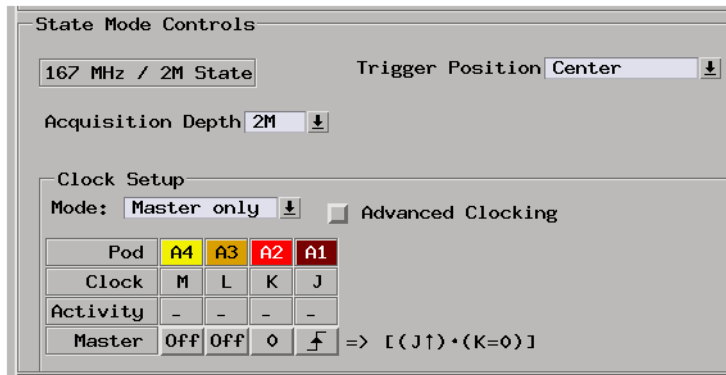 State Mode Controls
167 MHz / 2M State
Trigger Position Center
Acquisition Depth 2M
Clock Setup
Mode: Master only
Advanced Clocking
Pod A4 A3 A2 A1
Clock M L K J
Activity - - - -
Master Off Off 0 => [(J↑)·(K=0)]